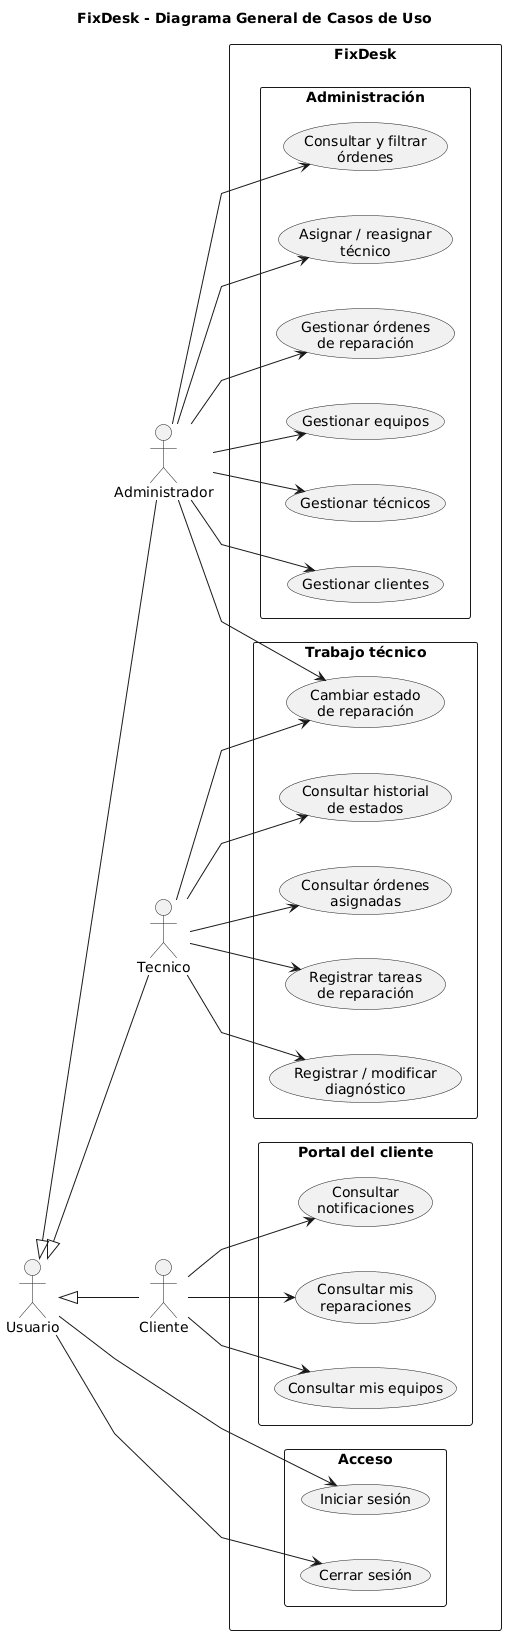 FixDesk - Diagrama General de Casos de Uso
FixDesk
Administración
Consultar y filtrar
órdenes
Asignar / reasignar
técnico
Gestionar órdenes
de reparación
Gestionar equipos
Gestionar técnicos
Gestionar clientes
Administrador
Trabajo técnico
Cambiar estado
de reparación
Consultar historial
de estados
Consultar órdenes
asignadas
Registrar tareas
de reparación
Registrar / modificar
diagnóstico
Tecnico
Portal del cliente
Consultar
notificaciones
Consultar mis
reparaciones
Consultar mis equipos
Usuario
Cliente
Acceso
Iniciar sesión
Cerrar sesión